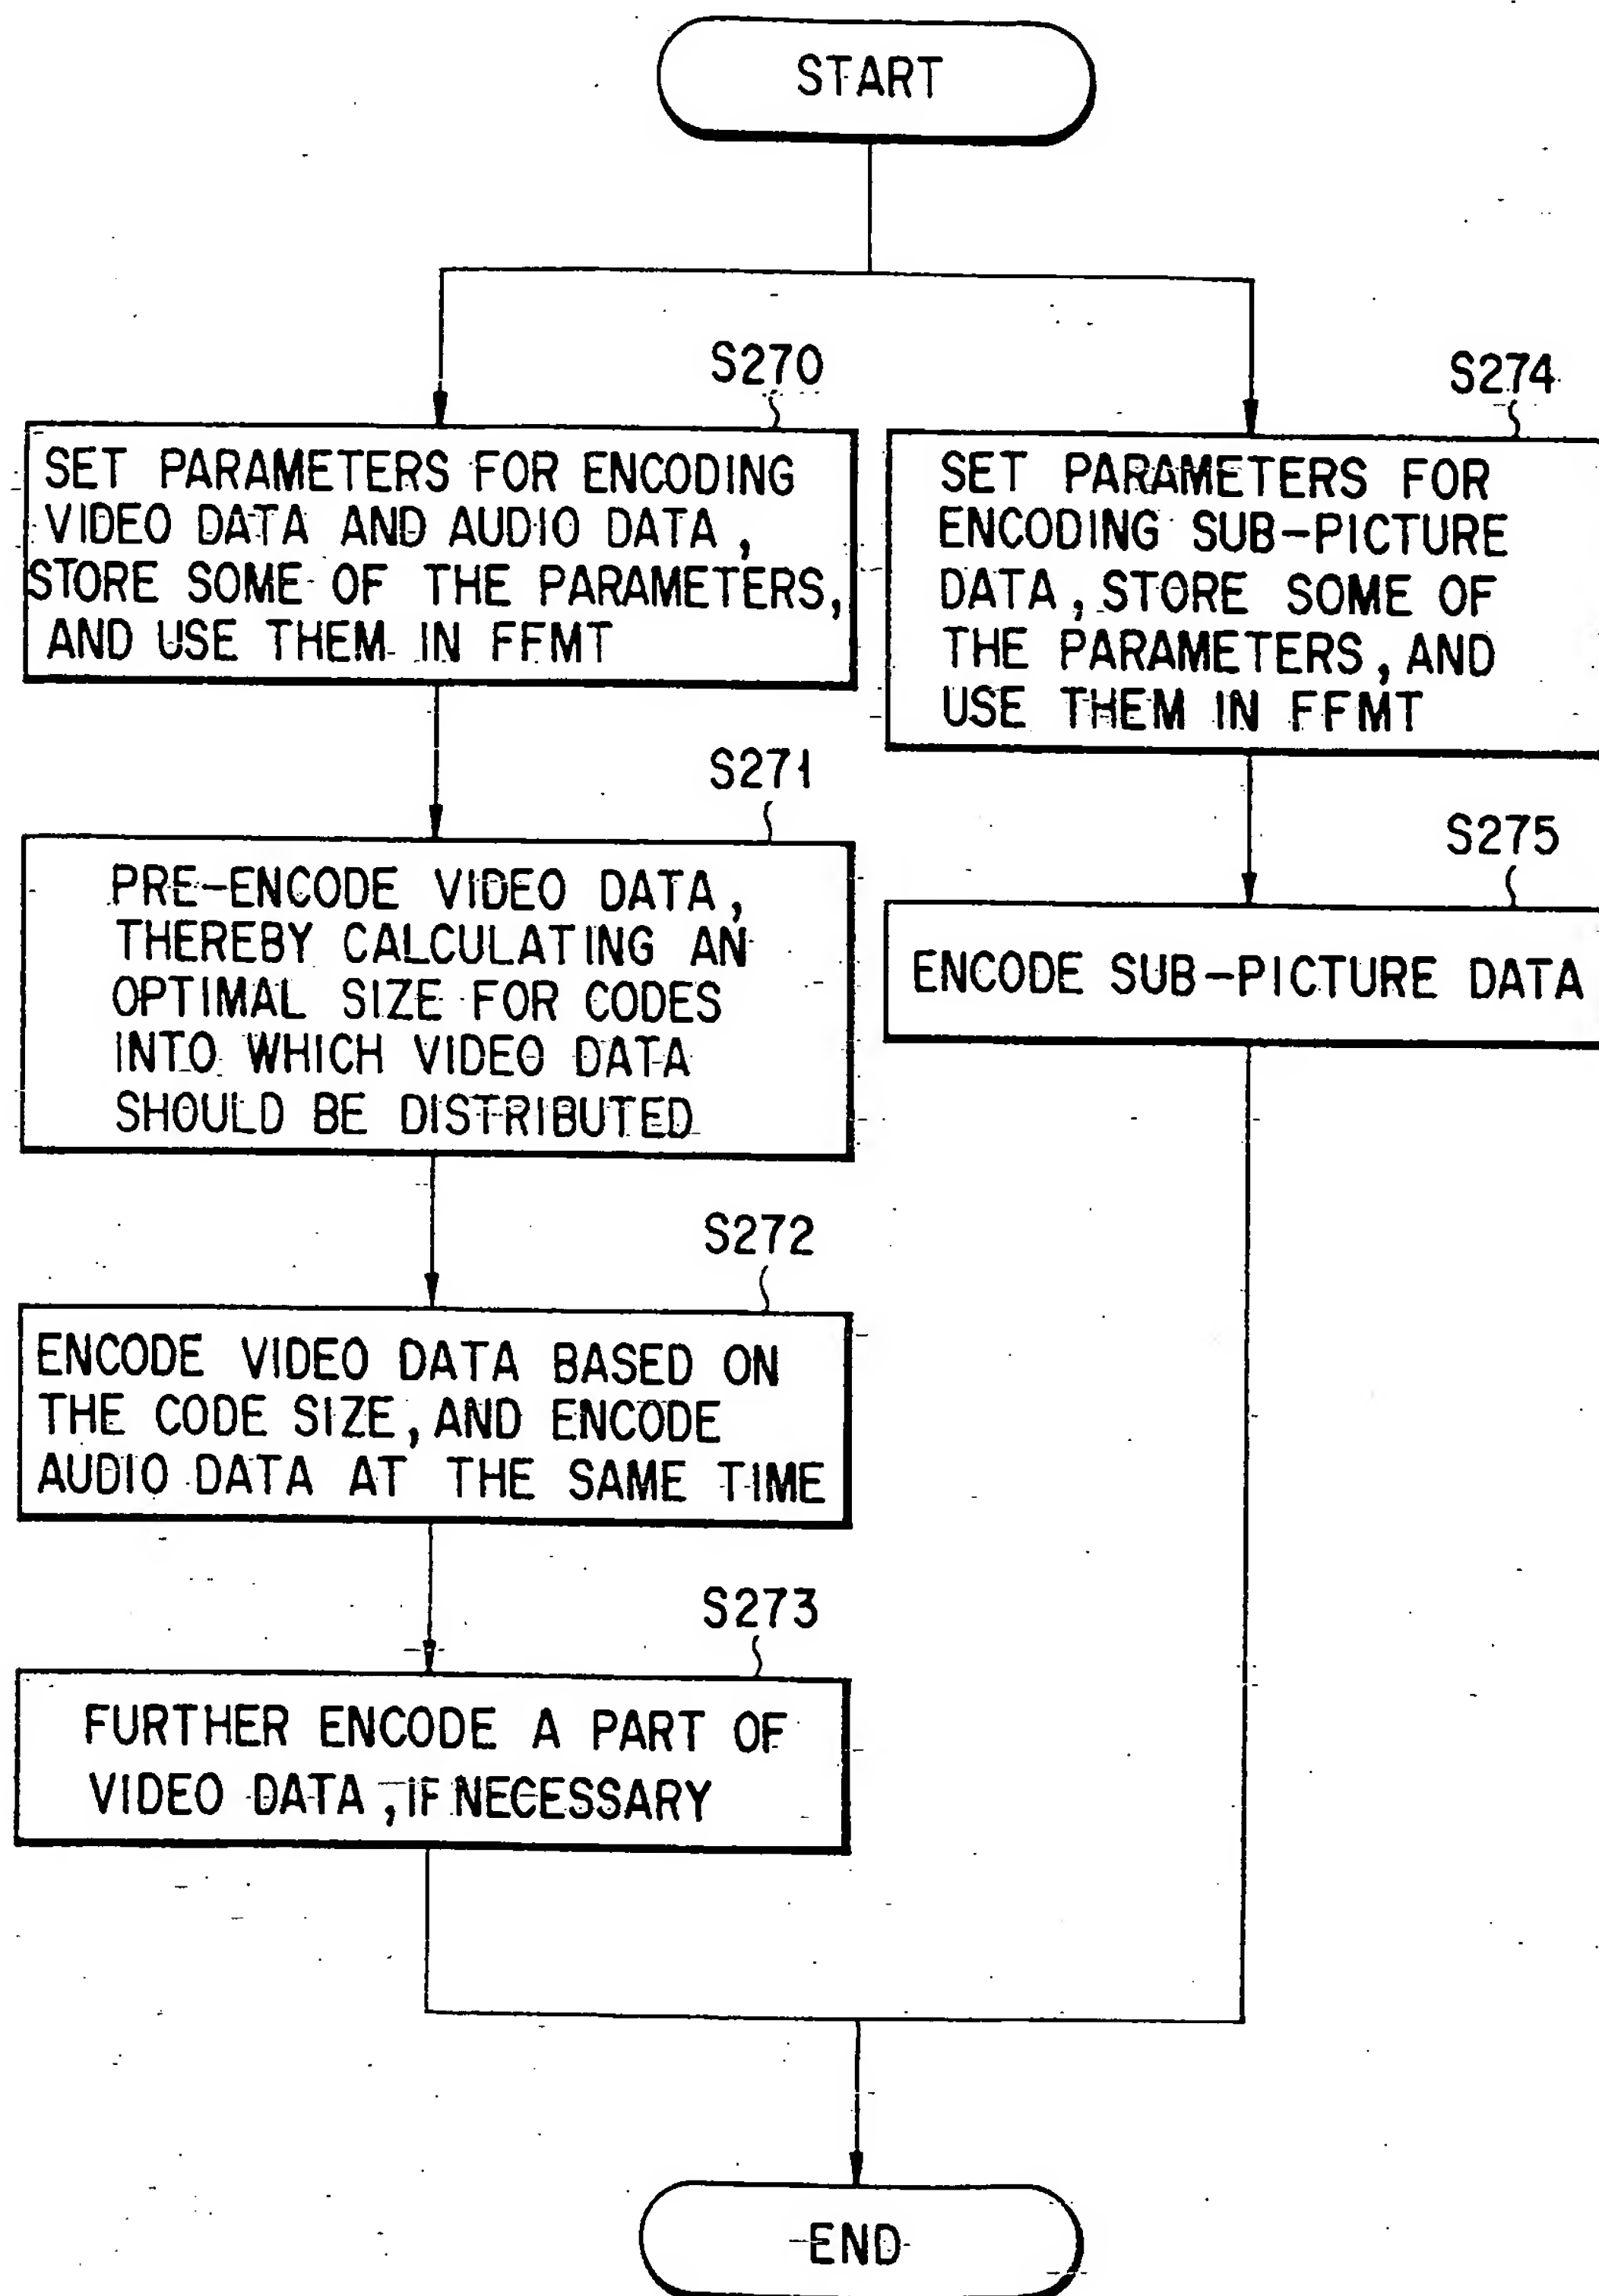 START
S270
SET PARAMETERS FOR ENCODING
VIDEO DATA AND AUDIO DATA,
STORE SOME OF THE PARAMETERS,
AND USE THEM IN FFMT
S271
PRE-ENCODE VIDEO DATA,
THEREBY CALCULATING AN
OPTIMAL SIZE FOR CODES
INTO WHICH VIDEO DATA
SHOULD BE DISTRIBUTED
S272
ENCODE VIDEO DATA BASED ON
THE CODE SIZE, AND ENCODE
AUDIO DATA AT THE SAME TIME
S273
FURTHER ENCODE A PART OF
VIDEO DATA, IF NECESSARY
S274
SET PARAMETERS FOR
ENCODING SUB-PICTURE
DATA, STORE SOME OF
THE PARAMETERS, AND
USE THEM IN FFMT
S275
ENCODE SUB-PICTURE DATA
END